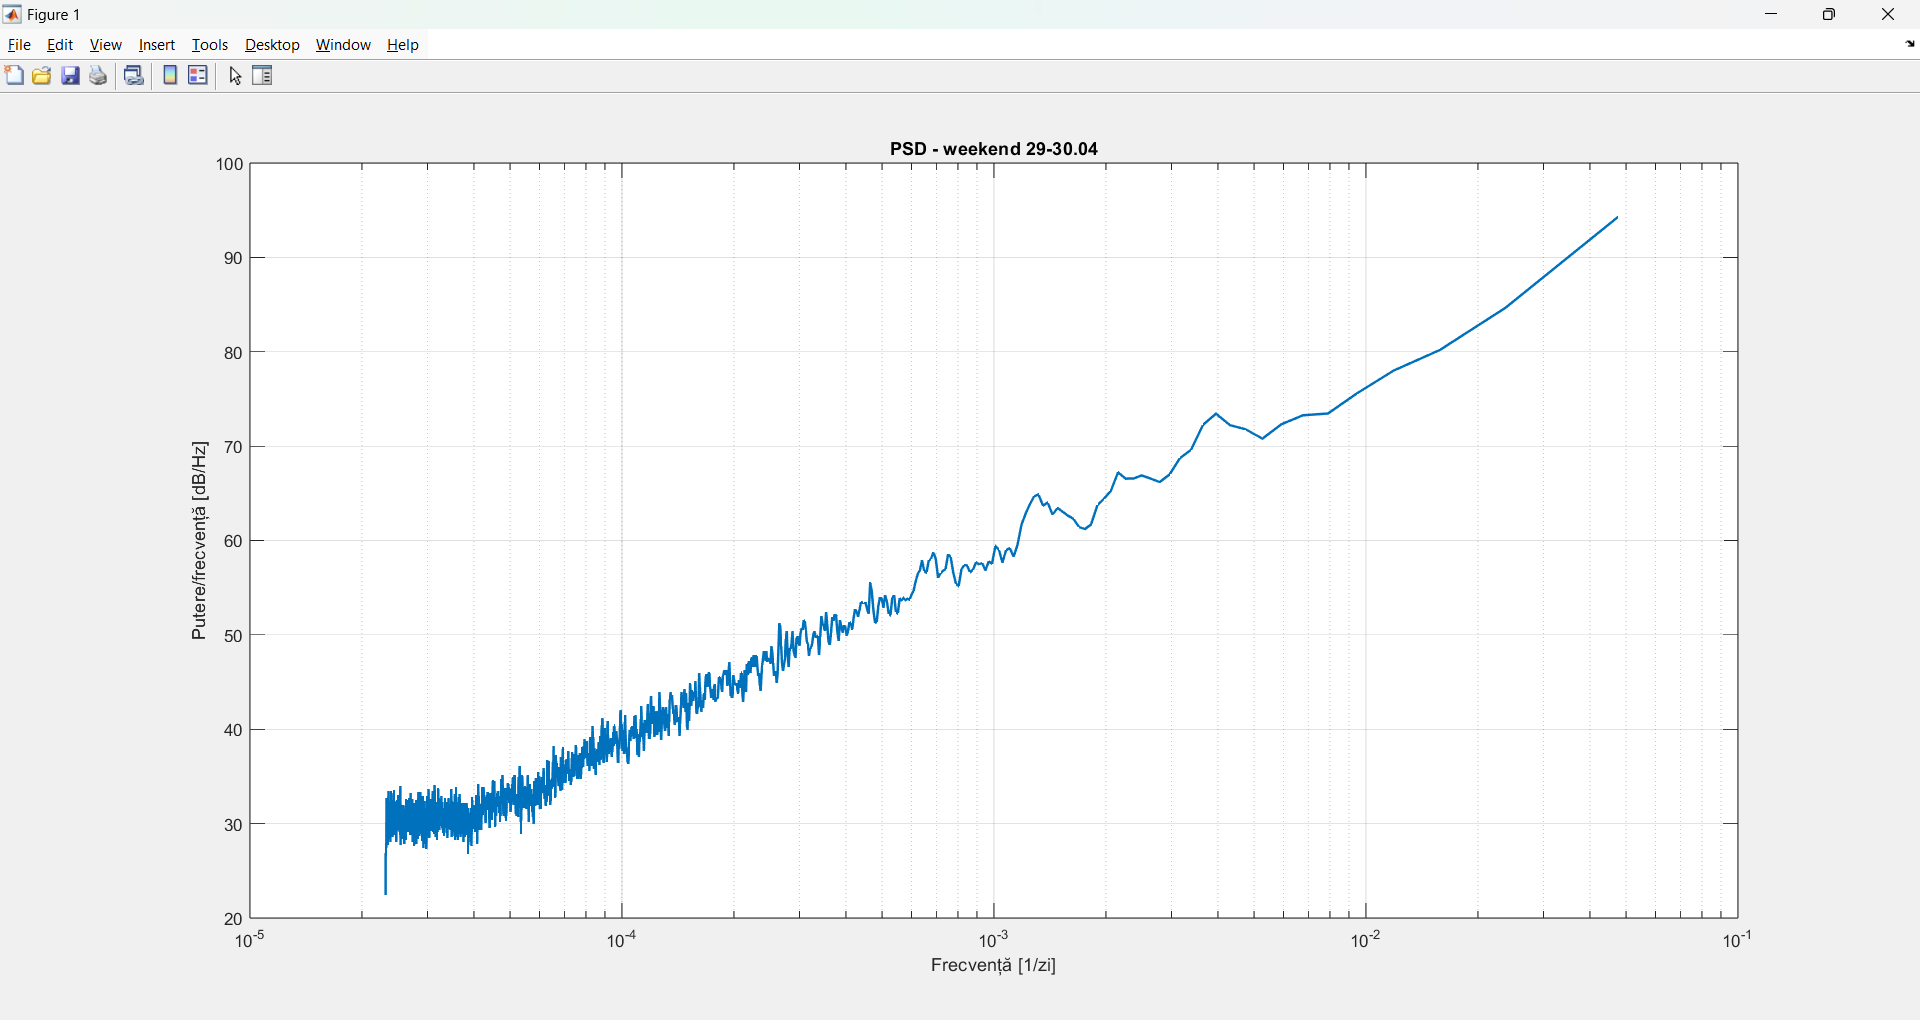 Figure 1
File Edit View Insert Tools Desktop Window Help
PSD - weekend 29-30.04
100
90
80
70
60
50
40
30
20
Putere/frecvență [dB/Hz]
10-5 10-4 10-3 10-2 10-1
Frecvență [1/zi]